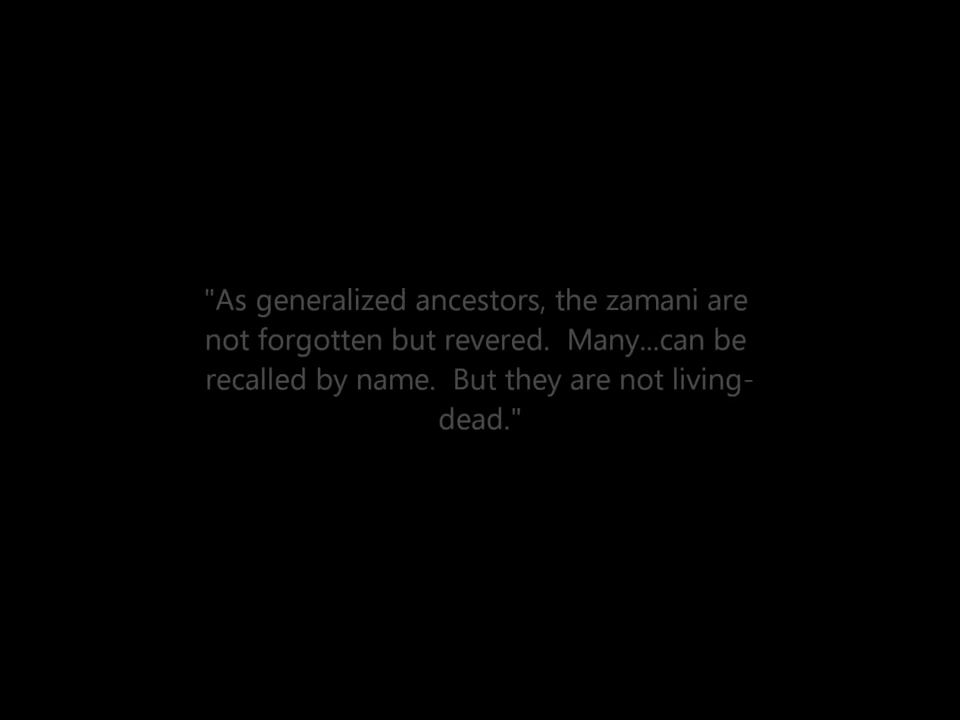 "As generalized ancestors, the zamani are
not forgotten but revered.  Many...can be
recalled by name.  But they are not living-
dead."